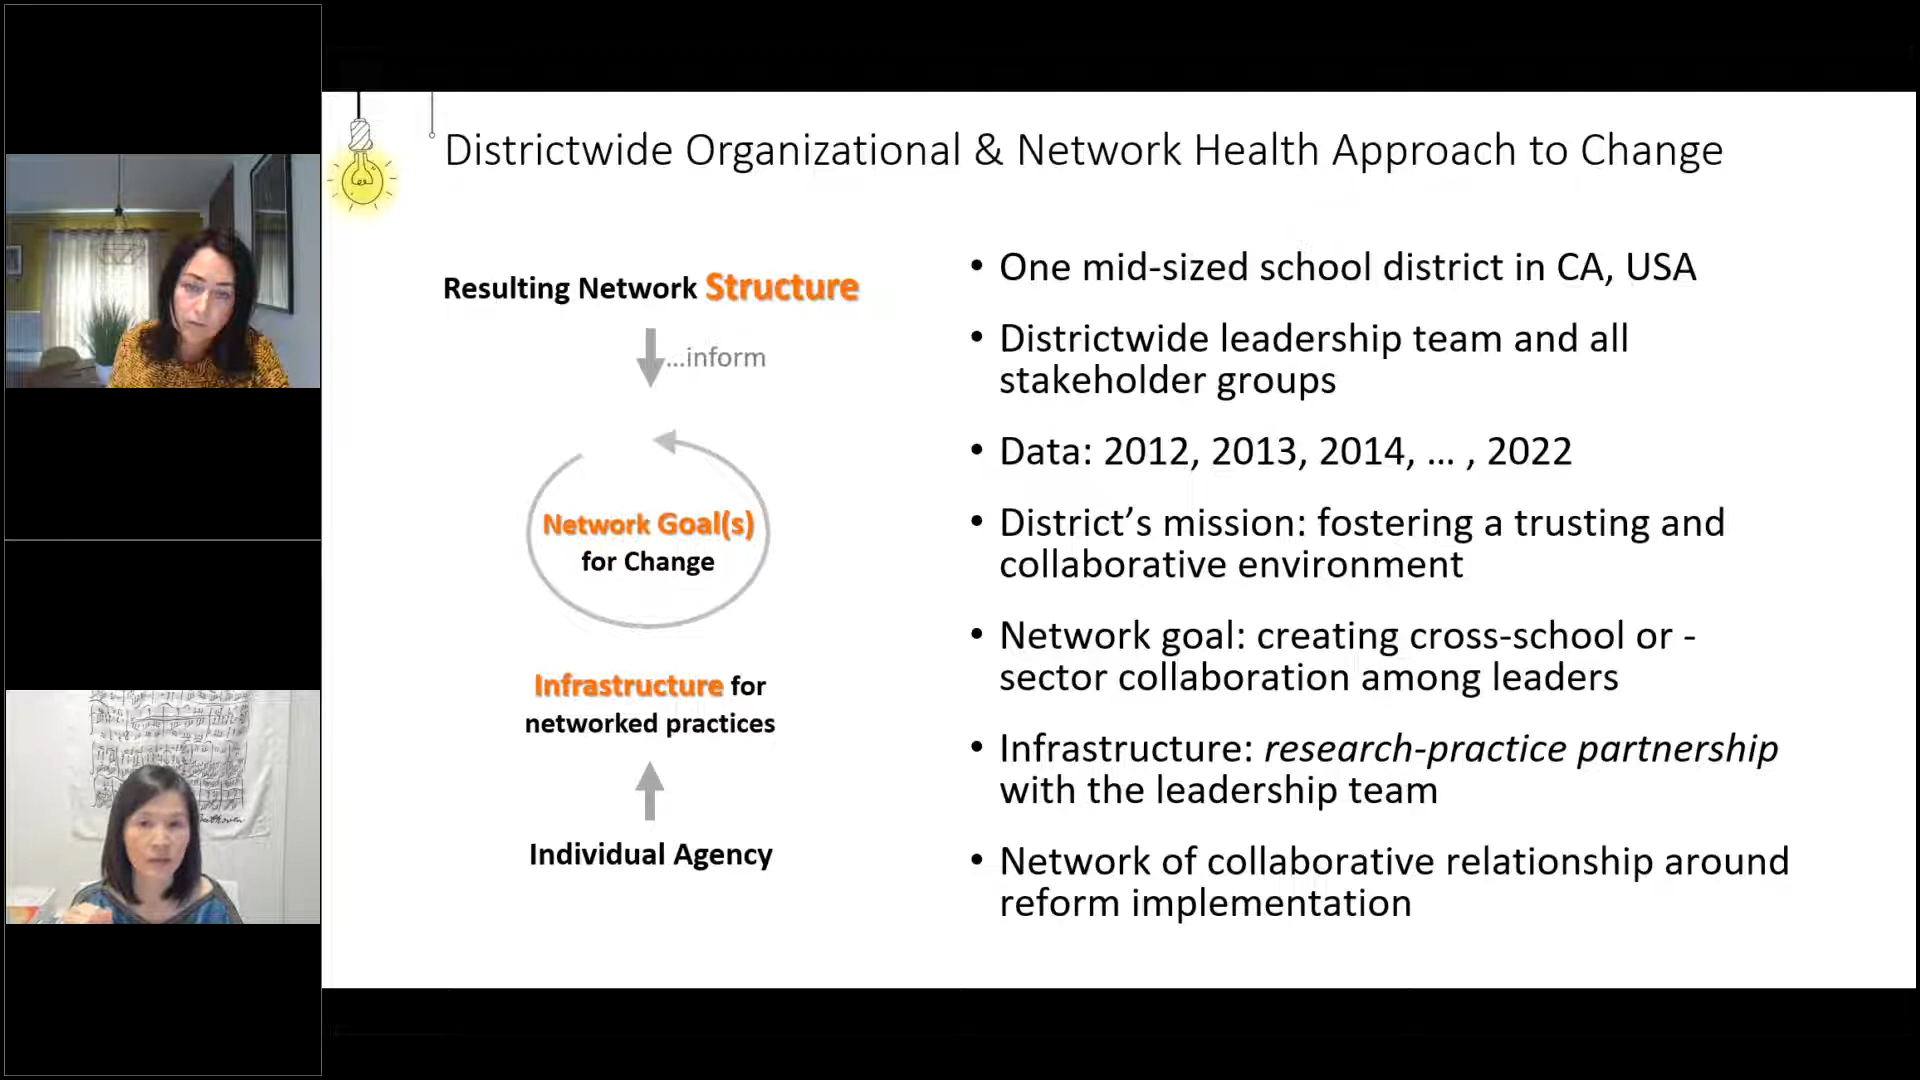 Districtwide Organizational & Network Health Approach to Change
Resulting Network Structure
...inform
Network Goal(s)
for Change
Infrastructure for
networked practices
Individual Agency
• One mid-sized school district in CA, USA
• Districtwide leadership team and all
stakeholder groups
• Data: 2012, 2013, 2014, ... , 2022
• District’s mission: fostering a trusting and
collaborative environment
• Network goal: creating cross-school or -
sector collaboration among leaders
• Infrastructure: research-practice partnership
with the leadership team
• Network of collaborative relationship around
reform implementation